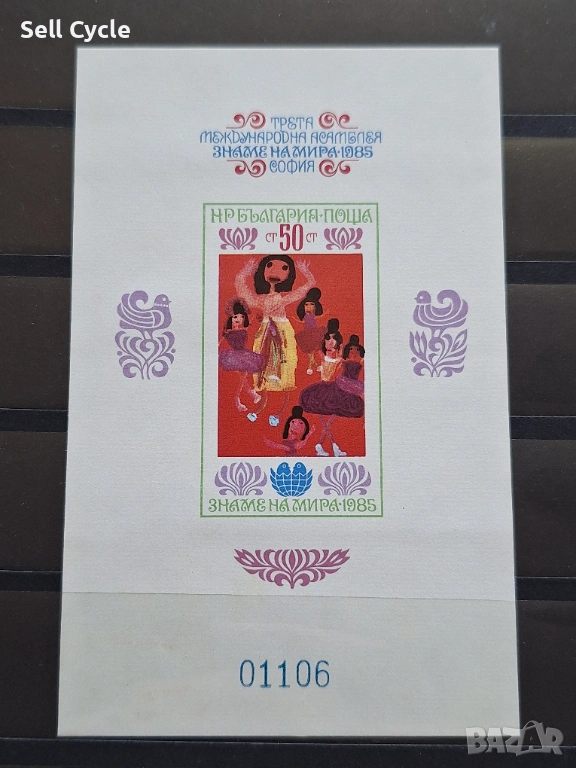 Sell Cycle
ТРЕТА
МЕЖДУНАРОДНА АСАМБЛЕЯ
ЗНАМЕ НА МИРА·1985
СОФИЯ
НР БЪЛГАРИЯ·ПОЩА
СТ 50 СТ
ЗНАМЕ НА МИРА·1985
01106
BAZAR